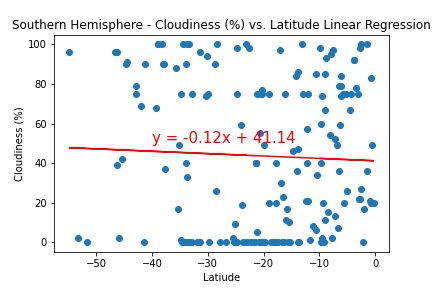 Southern Hemisphere - Cloudiness (%) vs. Latitude Linear Regression
Cloudiness (%)
100
80
60
40
20
0
y = -0.12x + 41.14
−50 −40 −30 −20 −10 0
Latiude